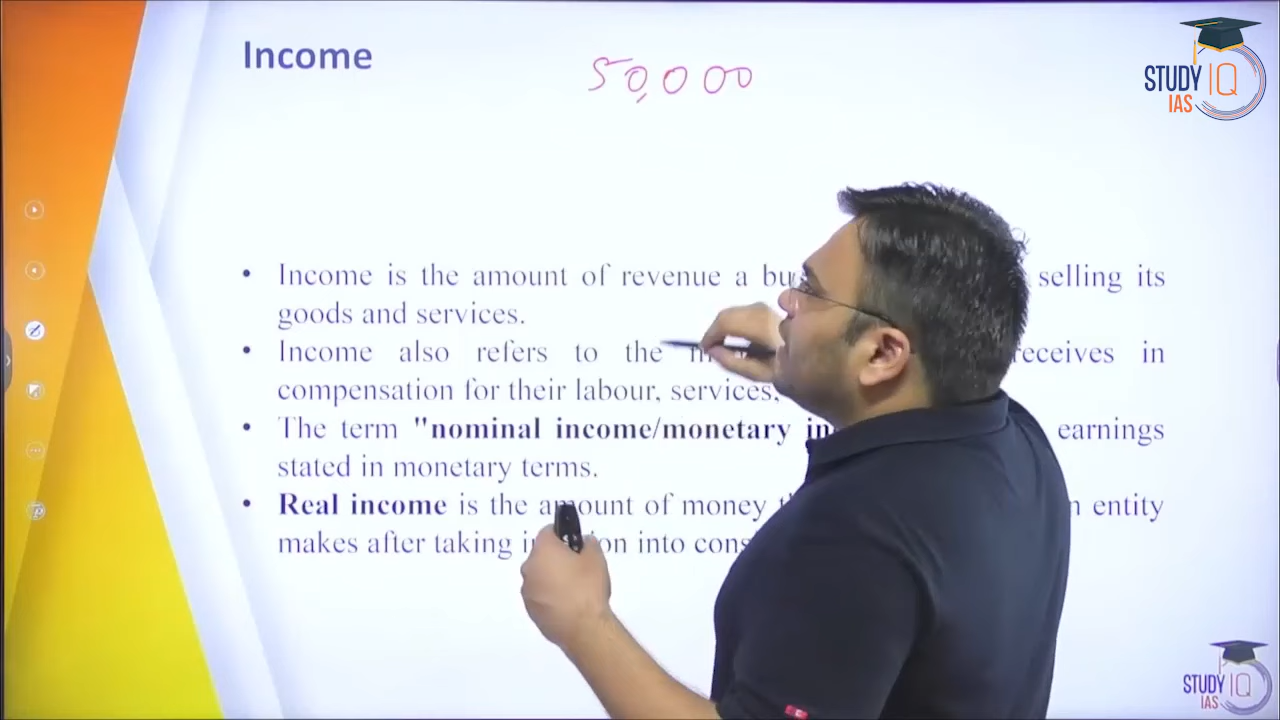 Income
50,000
STUDY IQ
IAS
• Income is the amount of revenue a selling its
goods and services.
• Income also refers to the receives in
compensation for their labour, services,
• The term "nominal income/monetary earnings
stated in monetary terms.
• Real income is the amount of money entity
makes after taking into
STUDY IQ
IAS